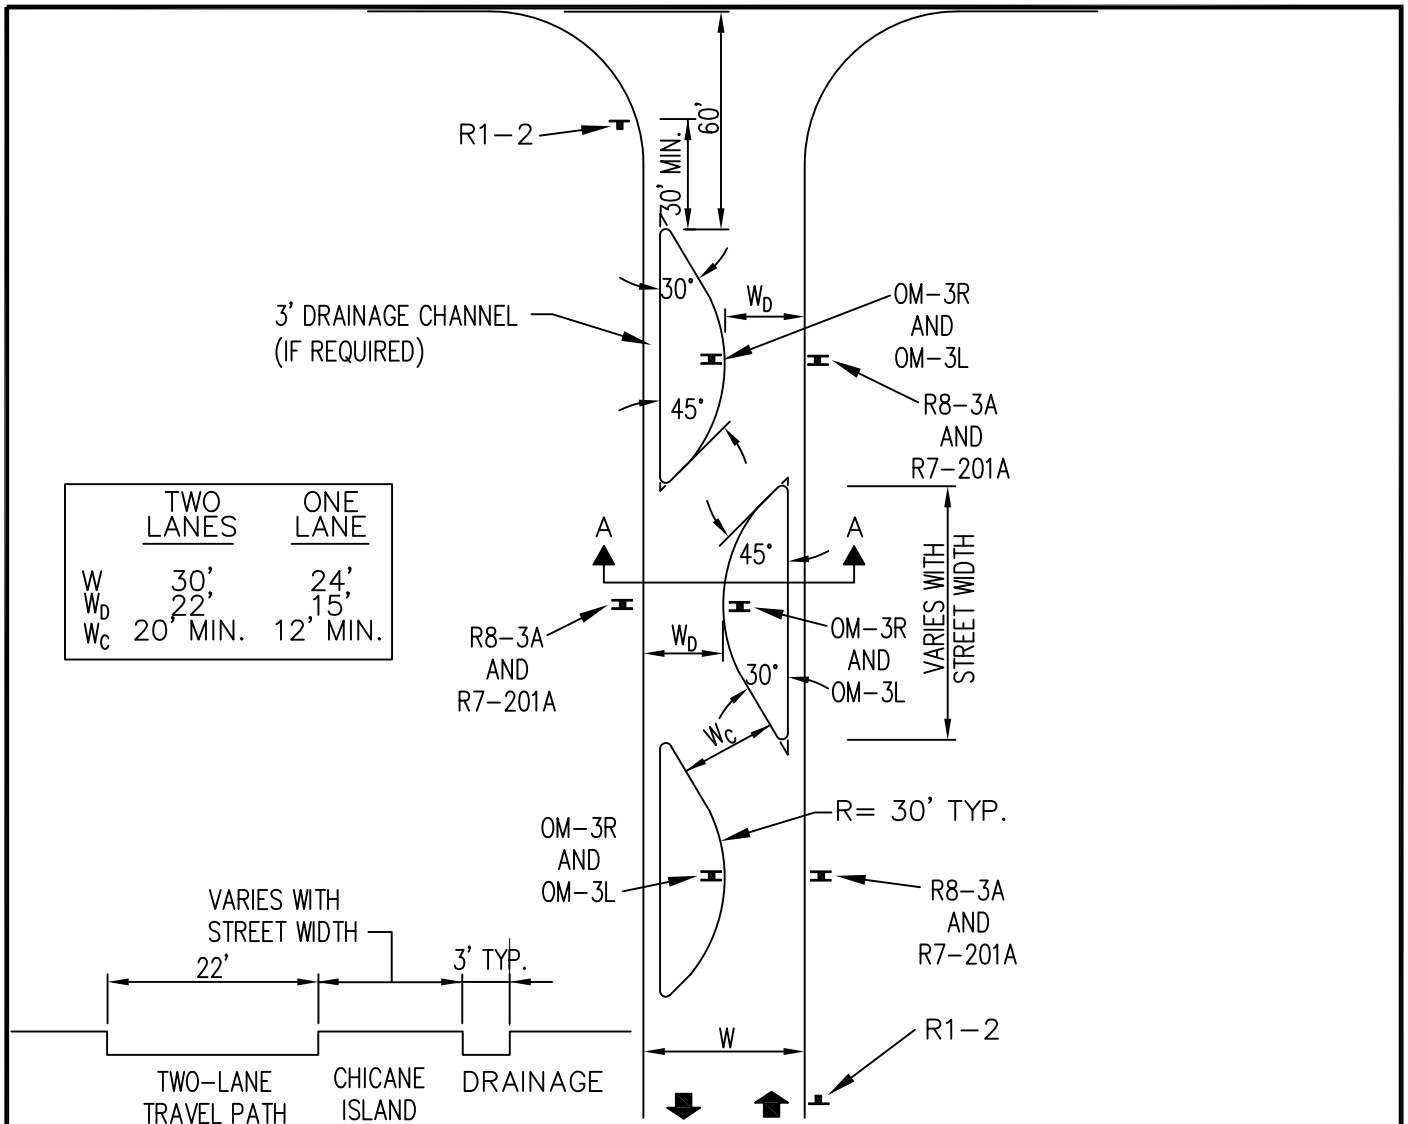 60'
R1-2
30' MIN.
30°
W_D
OM-3R
AND
OM-3L
3' DRAINAGE CHANNEL
(IF REQUIRED)
R8-3A
AND
R7-201A
45°
TWO LANES ONE LANE
W 30' 24'
W_D 22' 15'
W_C 20' MIN. 12' MIN.
A A
45°
VARIES WITH
STREET WIDTH
R8-3A
AND
R7-201A
W_D
OM-3R
AND
OM-3L
30°
W_C
R= 30' TYP.
OM-3R
AND
OM-3L
R8-3A
AND
R7-201A
VARIES WITH
STREET WIDTH
22'
3' TYP.
W
R1-2
TWO-LANE
TRAVEL PATH
CHICANE
ISLAND
DRAINAGE